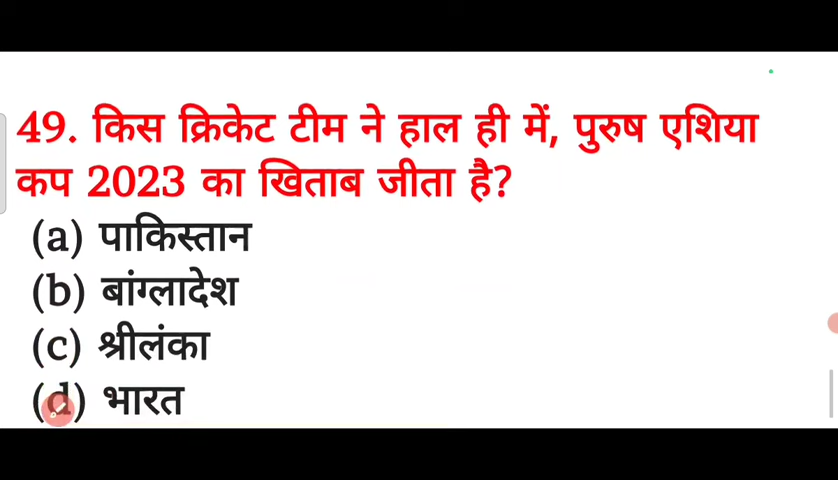 49. किस क्रिकेट टीम ने हाल ही में, पुरुष एशिया
कप 2023 का खिताब जीता है?
(a) पाकिस्तान
(b) बांग्लादेश
(c) श्रीलंका
(d) भारत